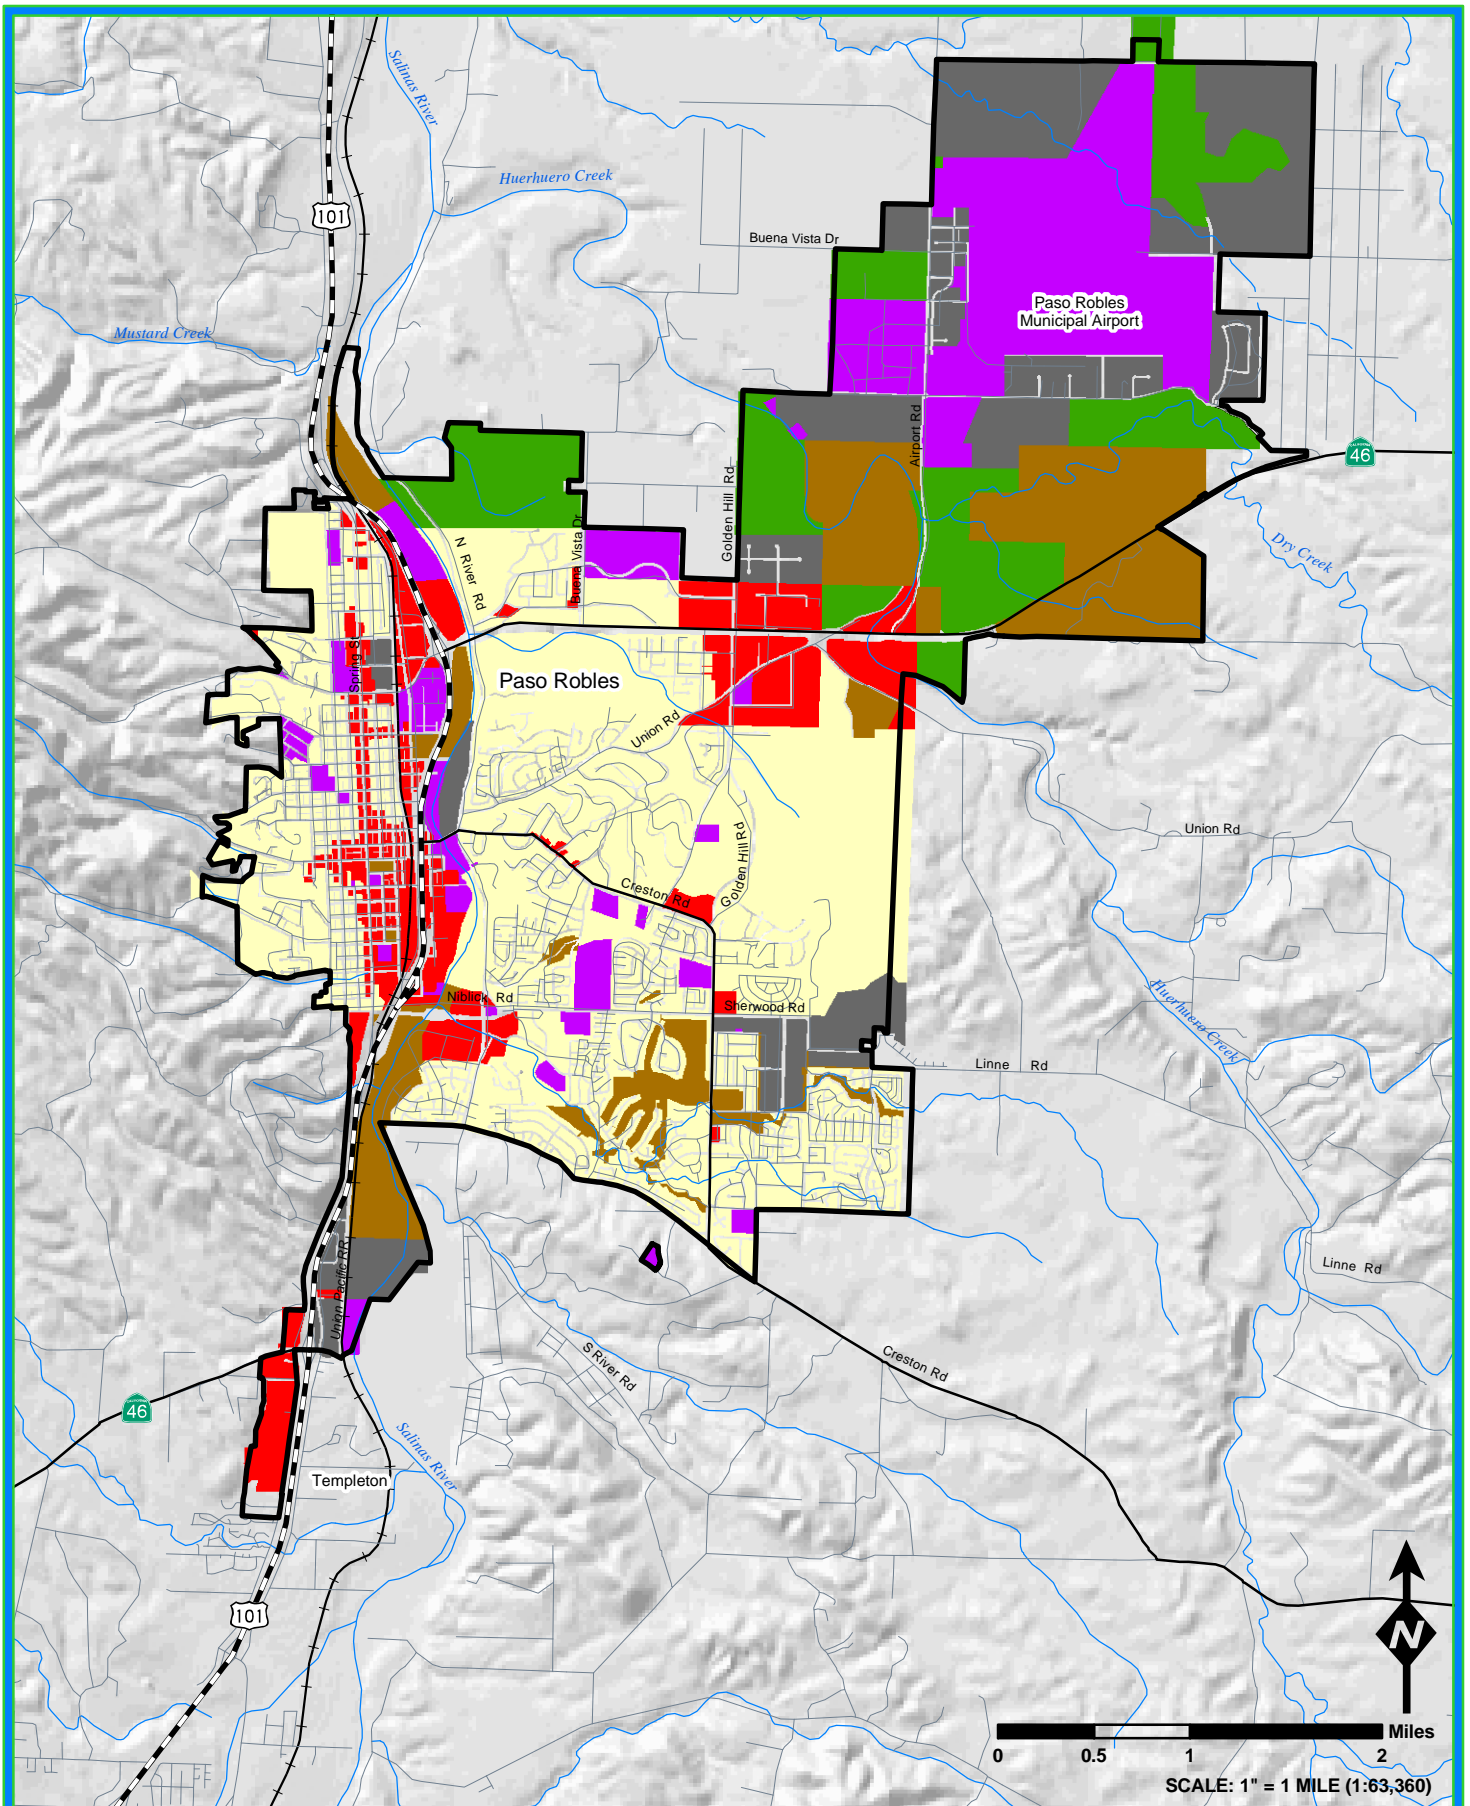 Salinas River
Huerhuero Creek
101
Buena Vista Dr
Paso Robles
Municipal Airport
Mustard Creek
Airport Rd
46
Golden Hill Rd
Buena Vista Dr
N River Rd
Dry Creek
Spring St
Paso Robles
Union Rd
Union Rd
Golden Hill Rd
Creston Rd
Niblick Rd
Sherwood Rd
Huerhuero Creek
Linne Rd
Linne Rd
Union Pacific RR
S River Rd
Creston Rd
46
Salinas River
Templeton
101
N
Miles
0 0.5 1 2
SCALE: 1" = 1 MILE (1:63,360)